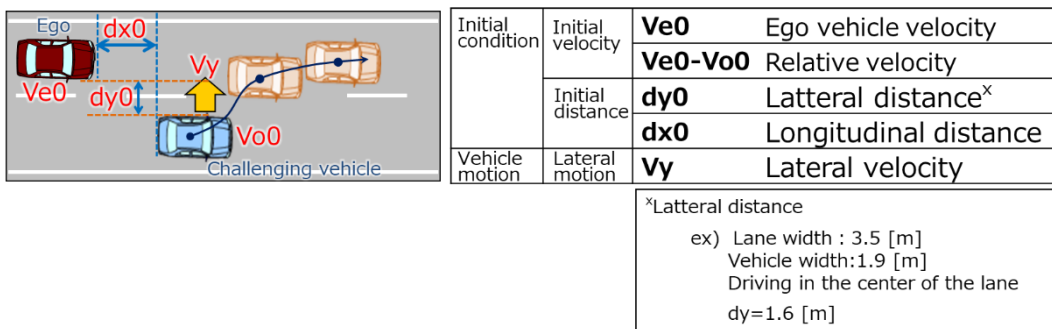 Ego
dx0
Ve0
dy0
Vy
Vo0
Challenging vehicle
Initial condition
Initial velocity
Ve0 Ego vehicle velocity
Ve0-Vo0 Relative velocity
Initial distance
dy0 Latteral distancex
dx0 Longitudinal distance
Vehicle motion
Lateral motion
Vy Lateral velocity
xLatteral distance
ex) Lane width : 3.5 [m]
Vehicle width:1.9 [m]
Driving in the center of the lane
dy=1.6 [m]